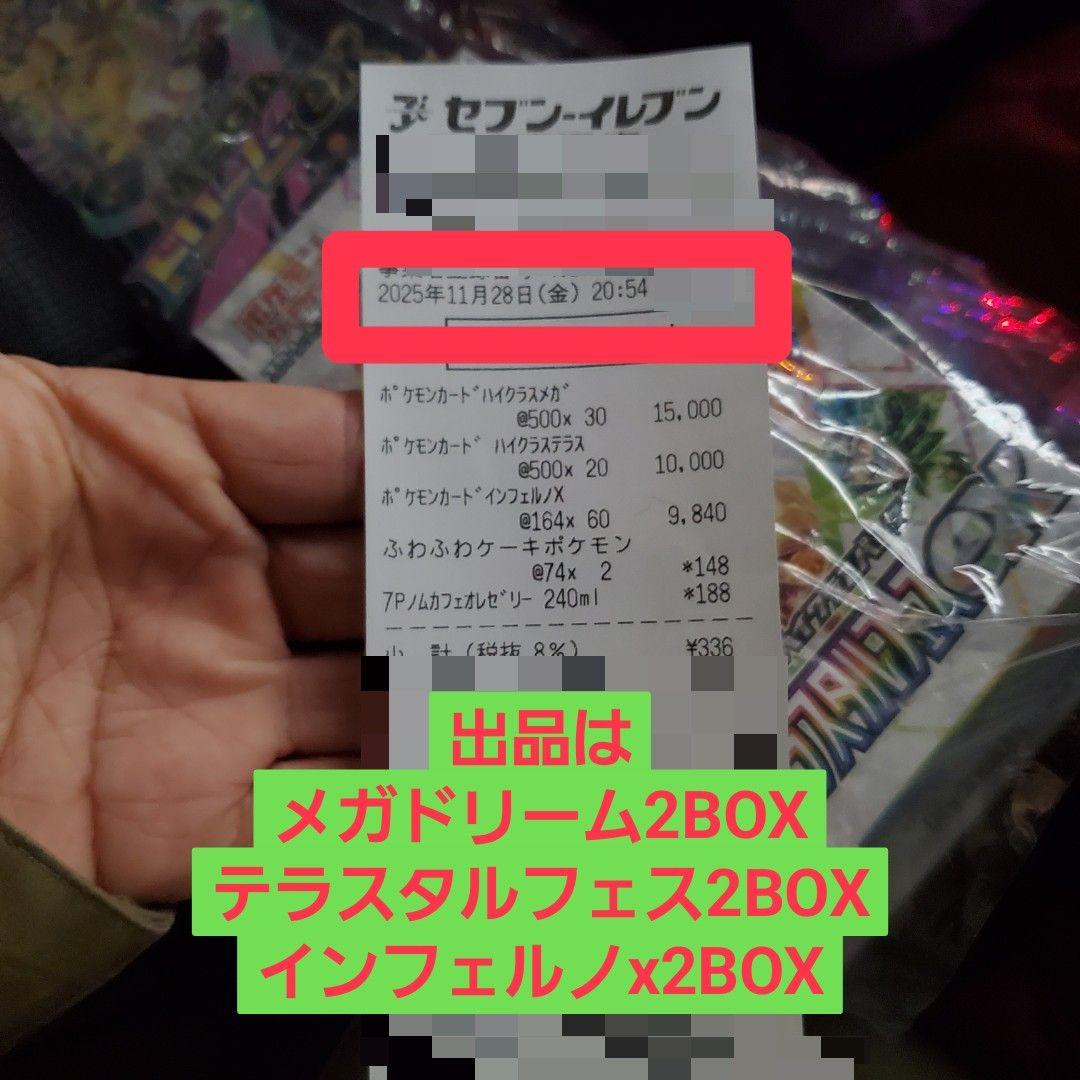 セブン-イレブン
2025年11月28日(金) 20:54
ポケモンカードハイクラスメガ
@500x 30 15,000
ポケモンカード ハイクラステラス
@500x 20 10,000
ポケモンカードインフェルノX
@164x 60 9,840
ふわふわケーキポケモン
@74x 2 *148
7Pノムカフェオレゼリー 240ml *188
小 計(税抜 8%) ¥336
出品は
メガドリーム2BOX
テラスタルフェス2BOX
インフェルノx2BOX